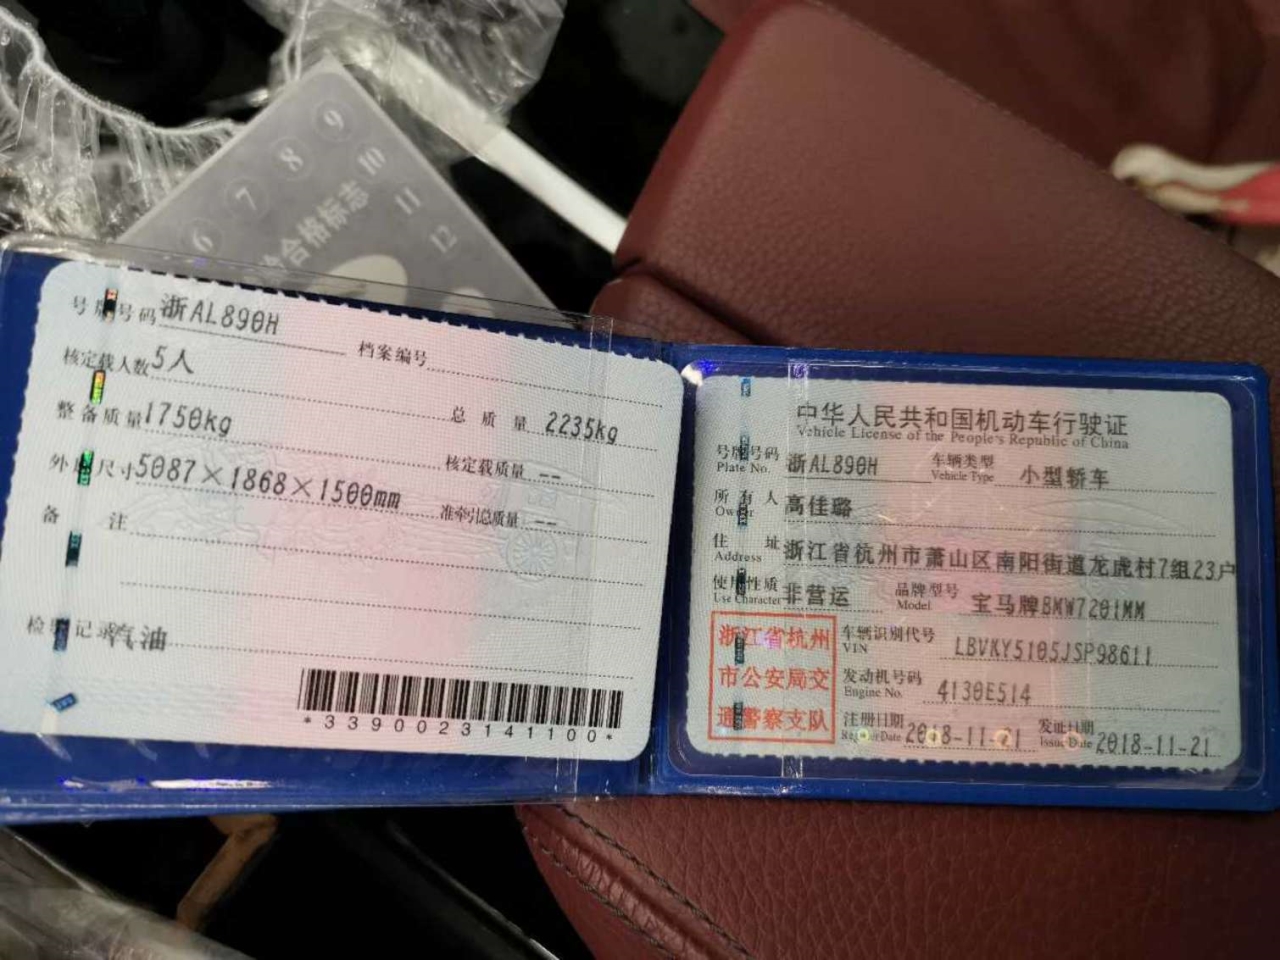 6 7 8 9 10 11 12
合格标志
号牌号码 浙AL890H 档案编号
核定载人数 5人
整备质量 1750kg 总质量 2235kg
外廓尺寸 5087×1868×1500mm 核定载质量 --
备注 准牵引总质量 --
检验记录 汽油
*3390023141100*
中华人民共和国机动车行驶证
Vehicle License of the People's Republic of China
号牌号码 浙AL890H 车辆类型 小型轿车
Plate No. Vehicle Type
所有人 高佳璐
Owner
住址 浙江省杭州市萧山区南阳街道龙虎村7组23户
Address
使用性质 非营运 品牌型号 宝马牌BMW7201MM
Use Character Model
浙江省杭州
市公安局交
通警察支队
车辆识别代号 LBVKY5105JSP98611
VIN
发动机号码 4130E514
Engine No.
注册日期 2018-11-21 发证日期 2018-11-21
Register Date Issue Date